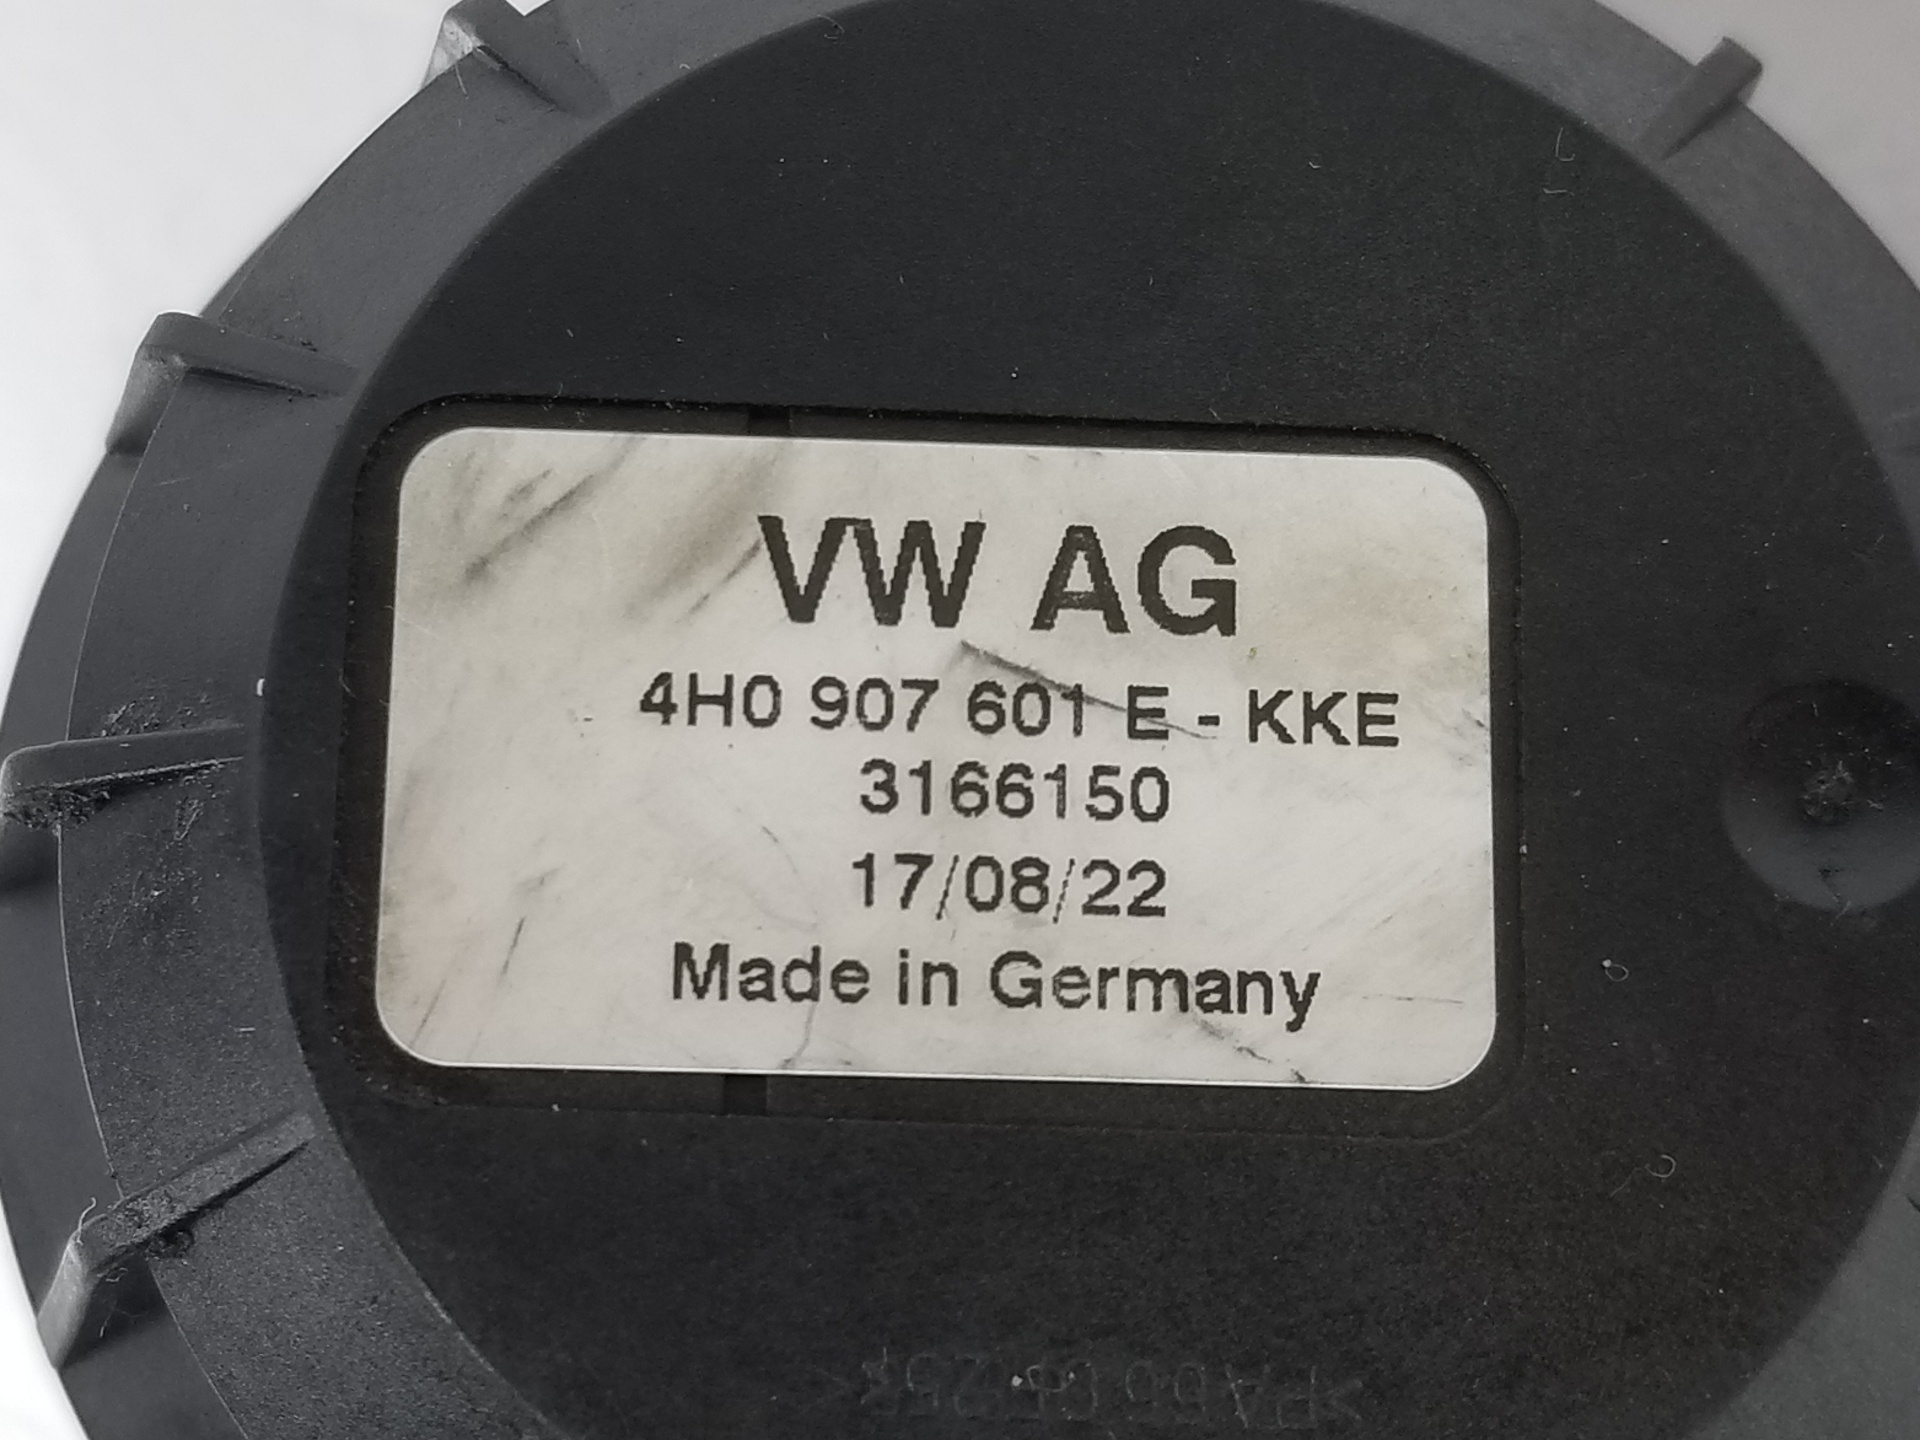 VW AG
4H0 907 601 E - KKE
3166150
17/08/22
Made in Germany